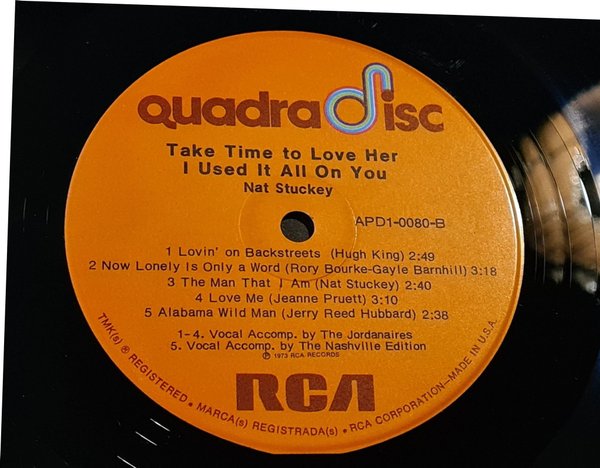 quadradisc
Take Time to Love Her
I Used It All On You
Nat Stuckey
APD1-0080-B
1 Lovin' on Backstreets (Hugh King) 2:49
2 Now Lonely Is Only a Word (Rory Bourke-Gayle Barnhill) 3:18
3 The Man That I Am (Nat Stuckey) 2:40
4 Love Me (Jeanne Pruett) 3:10
5 Alabama Wild Man (Jerry Reed Hubbard) 2:38
1-4. Vocal Accomp. by The Jordanaires
5. Vocal Accomp. by The Nashville Edition
℗ 1973 RCA RECORDS
RCA
TMK(s) ® REGISTERED • MARCA(s) REGISTRADA(s) • RCA CORPORATION—MADE IN U.S.A.